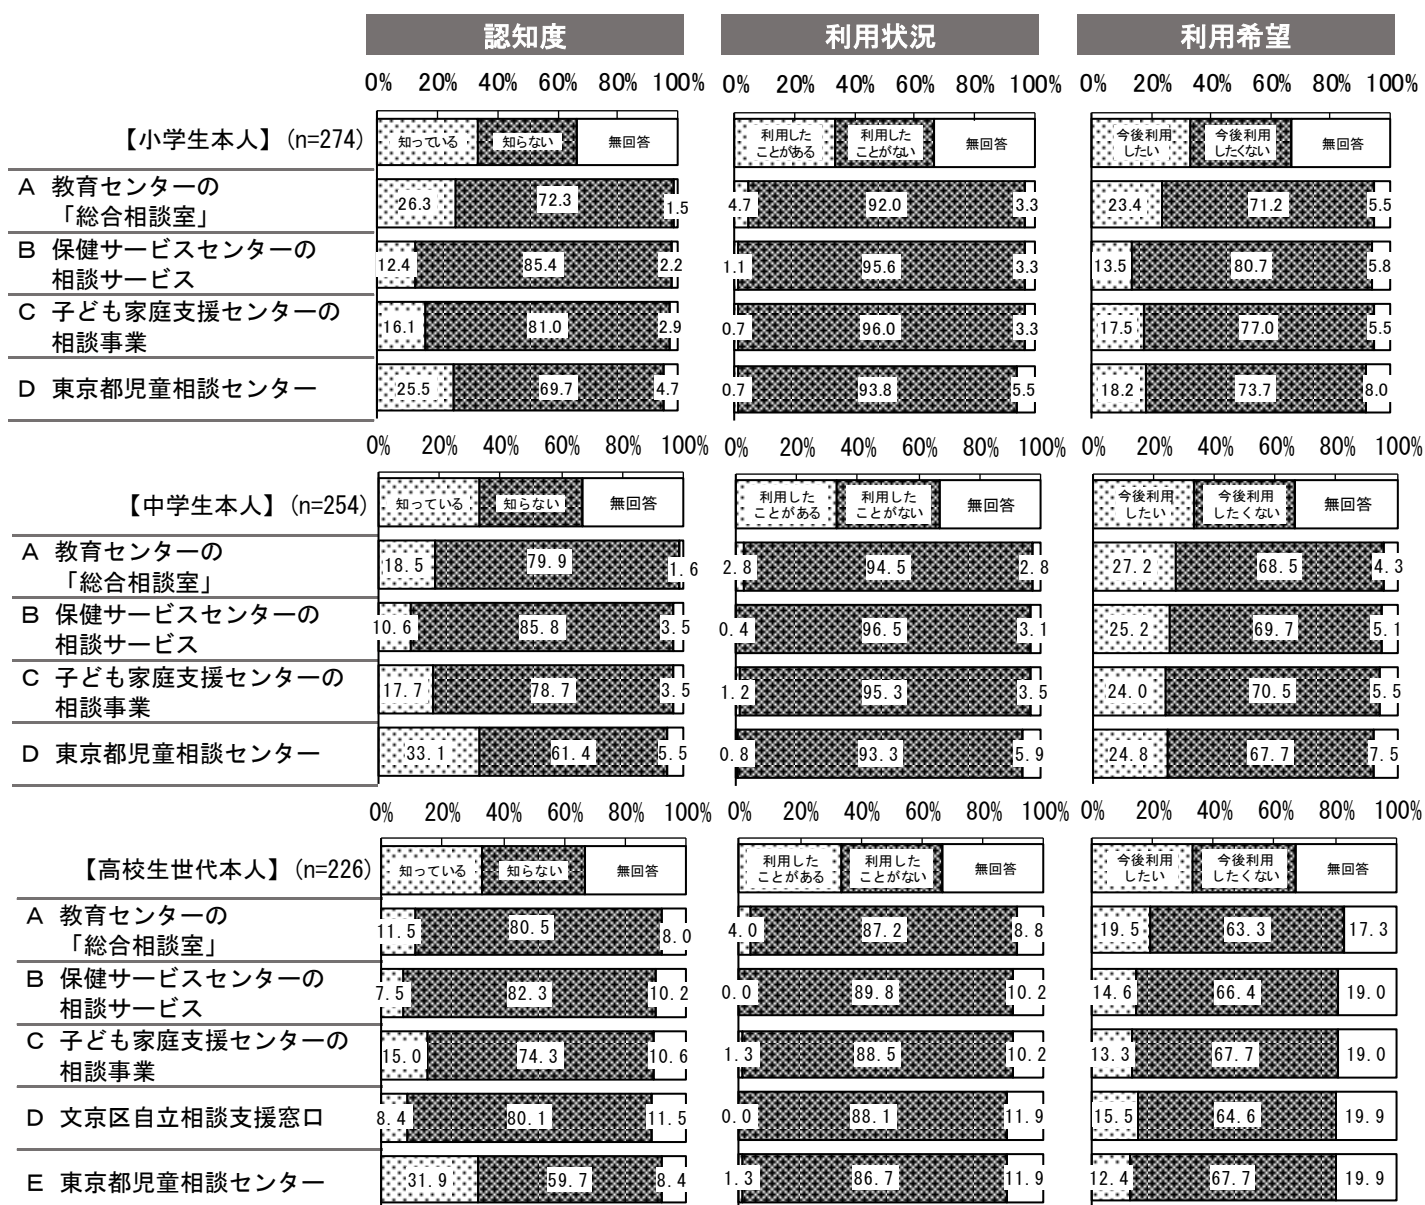 認知度 利用状況 利用希望
0% 20% 40% 60% 80% 100% 0% 20% 40% 60% 80% 100% 0% 20% 40% 60% 80% 100%
【小学生本人】(n=274) 知っている 知らない 無回答 利用したことがある 利用したことがない 無回答 今後利用したい 今後利用したくない 無回答
A 教育センターの
「総合相談室」 26.3 72.3 1.5 4.7 92.0 3.3 23.4 71.2 5.5
B 保健サービスセンターの
相談サービス 12.4 85.4 2.2 1.1 95.6 3.3 13.5 80.7 5.8
C 子ども家庭支援センターの
相談事業 16.1 81.0 2.9 0.7 96.0 3.3 17.5 77.0 5.5
D 東京都児童相談センター 25.5 69.7 4.7 0.7 93.8 5.5 18.2 73.7 8.0
0% 20% 40% 60% 80% 100% 0% 20% 40% 60% 80% 100% 0% 20% 40% 60% 80% 100%
【中学生本人】(n=254) 知っている 知らない 無回答 利用したことがある 利用したことがない 無回答 今後利用したい 今後利用したくない 無回答
A 教育センターの
「総合相談室」 18.5 79.9 1.6 2.8 94.5 2.8 27.2 68.5 4.3
B 保健サービスセンターの
相談サービス 10.6 85.8 3.5 0.4 96.5 3.1 25.2 69.7 5.1
C 子ども家庭支援センターの
相談事業 17.7 78.7 3.5 1.2 95.3 3.5 24.0 70.5 5.5
D 東京都児童相談センター 33.1 61.4 5.5 0.8 93.3 5.9 24.8 67.7 7.5
0% 20% 40% 60% 80% 100% 0% 20% 40% 60% 80% 100% 0% 20% 40% 60% 80% 100%
【高校生世代本人】(n=226) 知っている 知らない 無回答 利用したことがある 利用したことがない 無回答 今後利用したい 今後利用したくない 無回答
A 教育センターの
「総合相談室」 11.5 80.5 8.0 4.0 87.2 8.8 19.5 63.3 17.3
B 保健サービスセンターの
相談サービス 7.5 82.3 10.2 0.0 89.8 10.2 14.6 66.4 19.0
C 子ども家庭支援センターの
相談事業 15.0 74.3 10.6 1.3 88.5 10.2 13.3 67.7 19.0
D 文京区自立相談支援窓口 8.4 80.1 11.5 0.0 88.1 11.9 15.5 64.6 19.9
E 東京都児童相談センター 31.9 59.7 8.4 1.3 86.7 11.9 12.4 67.7 19.9